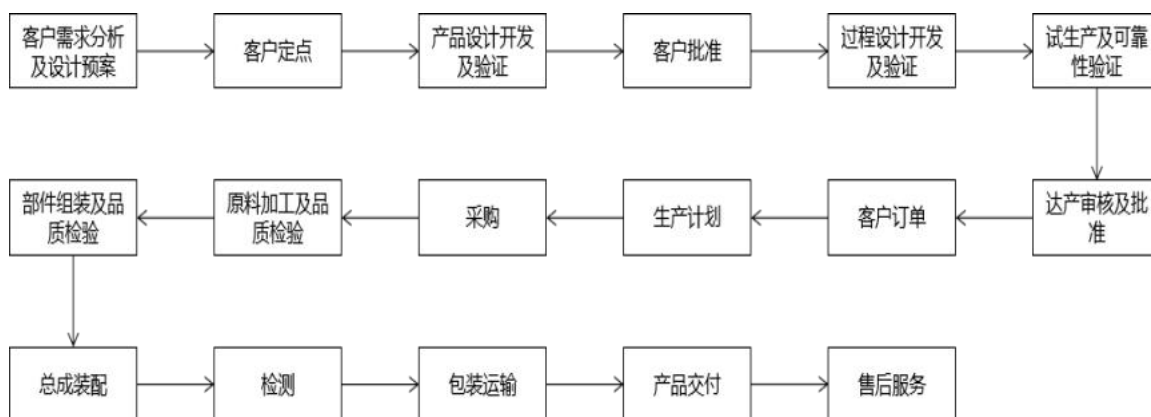 客户需求分析
及设计预案
客户定点
产品设计开发
及验证
客户批准
过程设计开发
及验证
试生产及可靠
性验证
达产审核及批
准
客户订单
生产计划
采购
原料加工及品
质检验
部件组装及品
质检验
总成装配
检测
包装运输
产品交付
售后服务